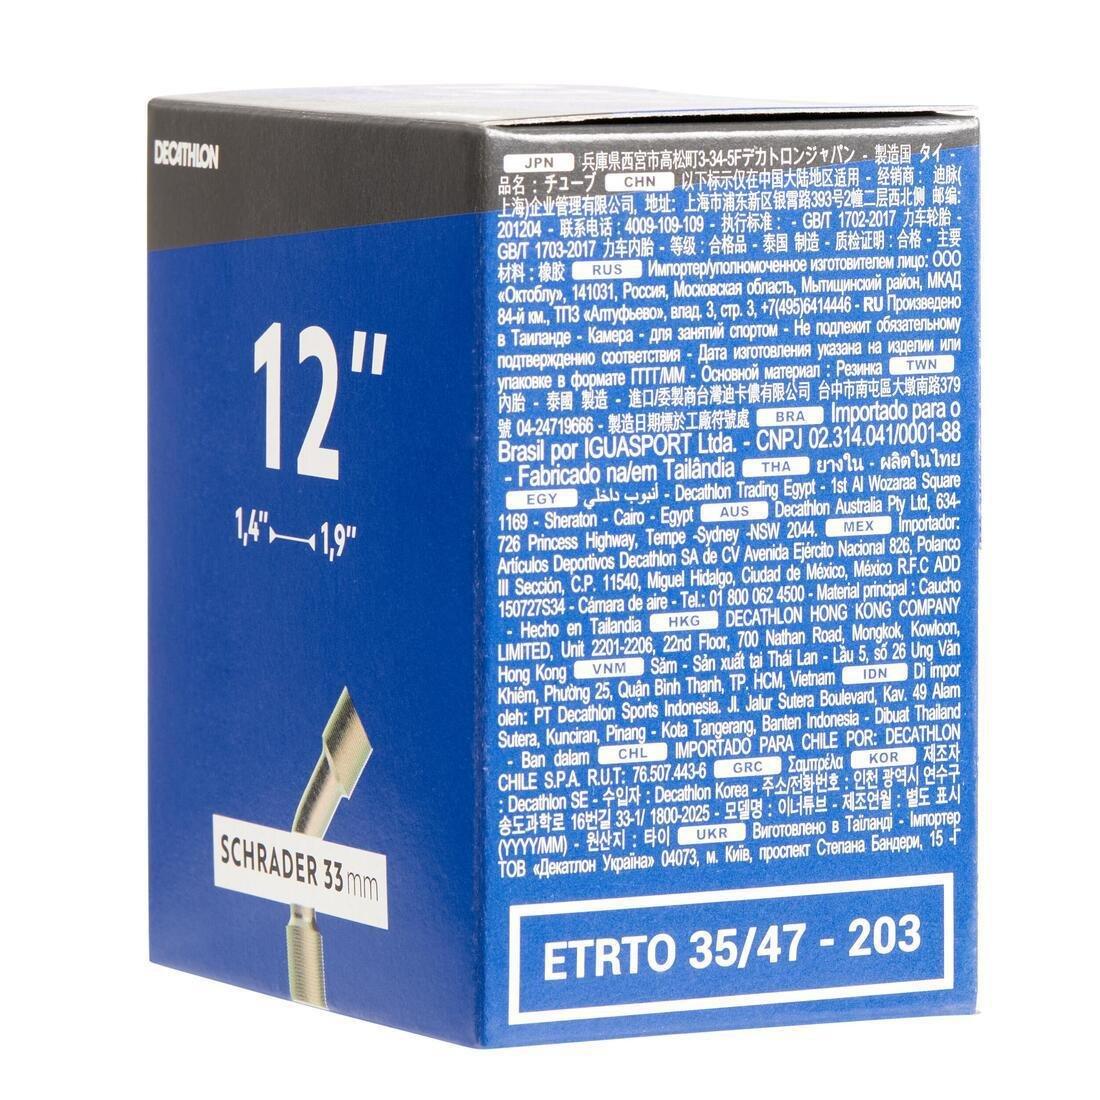 DECATHLON
12"
1,4" 1,9"
SCHRADER 33mm
JPN 兵庫県西宮市高松町3-34-5Fデカトロンジャパン - 製造国 タイ -
品名 : チューブ CHN 以下标示仅在中国大陆地区适用 - 经销商 : 迪脉(
上海)企业管理有限公司, 地址: 上海市浦东新区银霄路393号2幢二层西北侧 邮编:
201204 - 联系电话 : 4009-109-109 - 执行标准 : - GB/T 1702-2017 力车轮胎 -
GB/T 1703-2017 力车内胎 - 等级 : 合格品 - 泰国 制造 - 质检证明 : 合格 - 主要
材料 : 橡胶 RUS Импортер/уполномоченное изготовителем лицо: ООО
«Октоблу», 141031, Россия, Московская область, Мытищинский район, МКАД
84-й км., ТПЗ «Алтуфьево», влад. 3, стр. 3, +7(495)6414446 - RU Произведено
в Таиланде - Камера - для занятий спортом - Не подлежит обязательному
подтверждению соответствия - Дата изготовления указана на изделии или
упаковке в формате ГГГГ/ММ - Основной материал : Резинка TWN
內胎 - 泰國 製造 - 進口/委製商台灣迪卡儂有限公司 台中市南屯區大墩南路379
號 04-24719666 - 製造日期標於工廠符號處 BRA Importado para o
Brasil por IGUASPORT Ltda. - CNPJ 02.314.041/0001-88
- Fabricado na/em Tailândia THA ยางใน - ผลิตในไทย
EGY أنبوب داخلي - Decathlon Trading Egypt - 1st Al Wozaraa Square
1169 - Sheraton - Cairo - Egypt AUS Decathlon Australia Pty Ltd, 634-
726 Princess Highway, Tempe -Sydney -NSW 2044. MEX Importador:
Artículos Deportivos Decathlon SA de CV Avenida Ejército Nacional 826, Polanco
III Sección, C.P. 11540, Miguel Hidalgo, Ciudad de México, México R.F.C ADD
150727S34 - Cámara de aire - Tel.: 01 800 062 4500 - Material principal : Caucho
- Hecho en Tailandia HKG DECATHLON HONG KONG COMPANY
LIMITED, Unit 2201-2206, 22nd Floor, 700 Nathan Road, Mongkok, Kowloon,
Hong Kong VNM Săm - Sản xuất tại Thái Lan - Lầu 5, số 26 Ung Văn
Khiêm, Phường 25, Quận Bình Thạnh, TP. HCM, Vietnam IDN Di impor
oleh: PT Decathlon Sports Indonesia. Jl. Jalur Sutera Boulevard, Kav. 49 Alam
Sutera, Kunciran, Pinang - Kota Tangerang, Banten Indonesia - Dibuat Thailand
- Ban dalam CHL IMPORTADO PARA CHILE POR: DECATHLON
CHILE S.P.A. R.U.T: 76.507.443-6 GRC Σαμπρέλα KOR 제조자
: Decathlon SE - 수입자 : Decathlon Korea - 주소/전화번호 : 인천 광역시 연수구
송도과학로 16번길 33-1/ 1800-2025 - 모델명 : 이너튜브 - 제조연월 : 별도 표시
(YYYY/MM) - 원산지 : 타이 UKR Виготовлено в Таїланді - Імпортер
ТОВ «Декатлон Україна» 04073, м. Київ, проспект Степана Бандери, 15 -Г
ETRTO 35/47 - 203